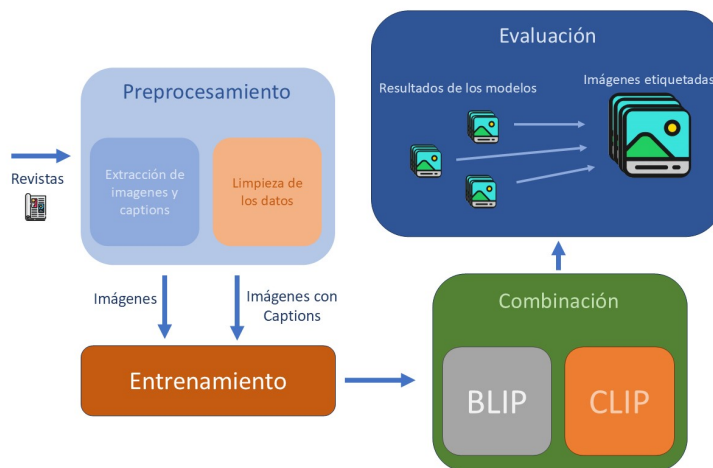 Evaluación
Resultados de los modelos
Imágenes etiquetadas
Preprocesamiento
Revistas
Extracción de
imagenes y
captions
Limpieza de
los datos
Imágenes
Imágenes con
Captions
Entrenamiento
Combinación
BLIP
CLIP